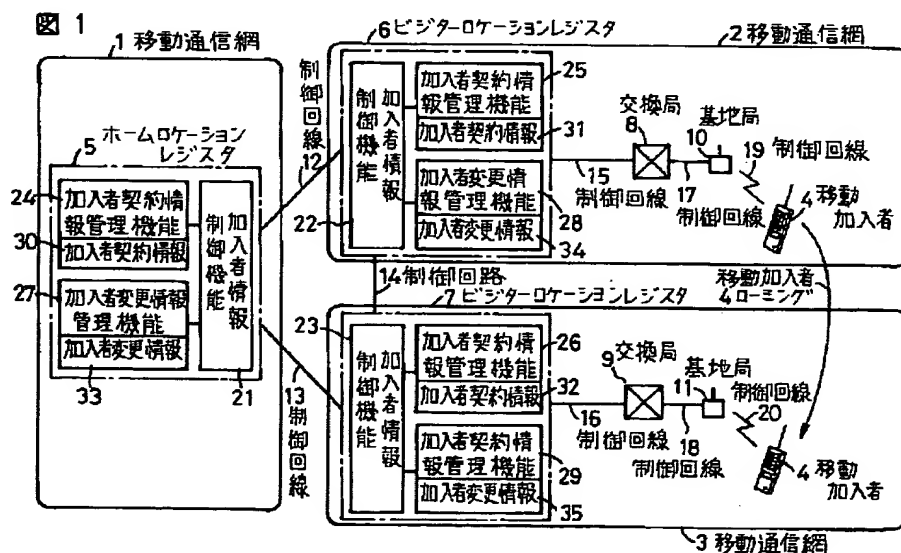 図 1
1 移動通信網
ホームロケーション
レジスタ
5
24
加入者契約情
報管理機能
30
加入者契約情報
27
加入者変更情報
管理機能
加入者変更情報
33
加入者情報
制御機能
21
制御回線
12
13
制御回線
6 ビジターロケーションレジスタ
2 移動通信網
加入者情報
制御機能
22
加入者契約情
報管理機能
25
加入者契約情報
31
加入者変更情
報管理機能
28
加入者変更情報
34
15
制御回線
交換局
8
17
制御回線
基地局
10
19 制御回線
4 移動
加入者
移動加入者
4 ローミング
14 制御回路
7 ビジターロケーションレジスタ
23
加入者情報
制御機能
加入者契約情
報管理機能
26
加入者契約情報
32
加入者契約情
報管理機能
29
加入者変更情報
35
16
制御回線
交換局
9
18
制御回線
基地局
11
制御回線
20
4 移動
加入者
3 移動通信網